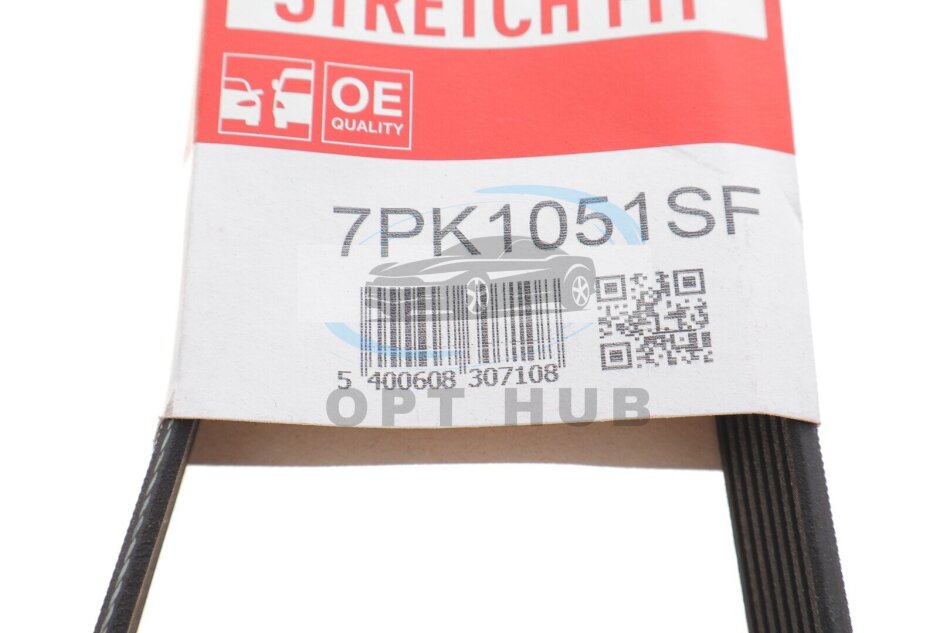 STRETCH FIT
OE
QUALITY
7PK1051SF
5 400608 307108
OPT HUB